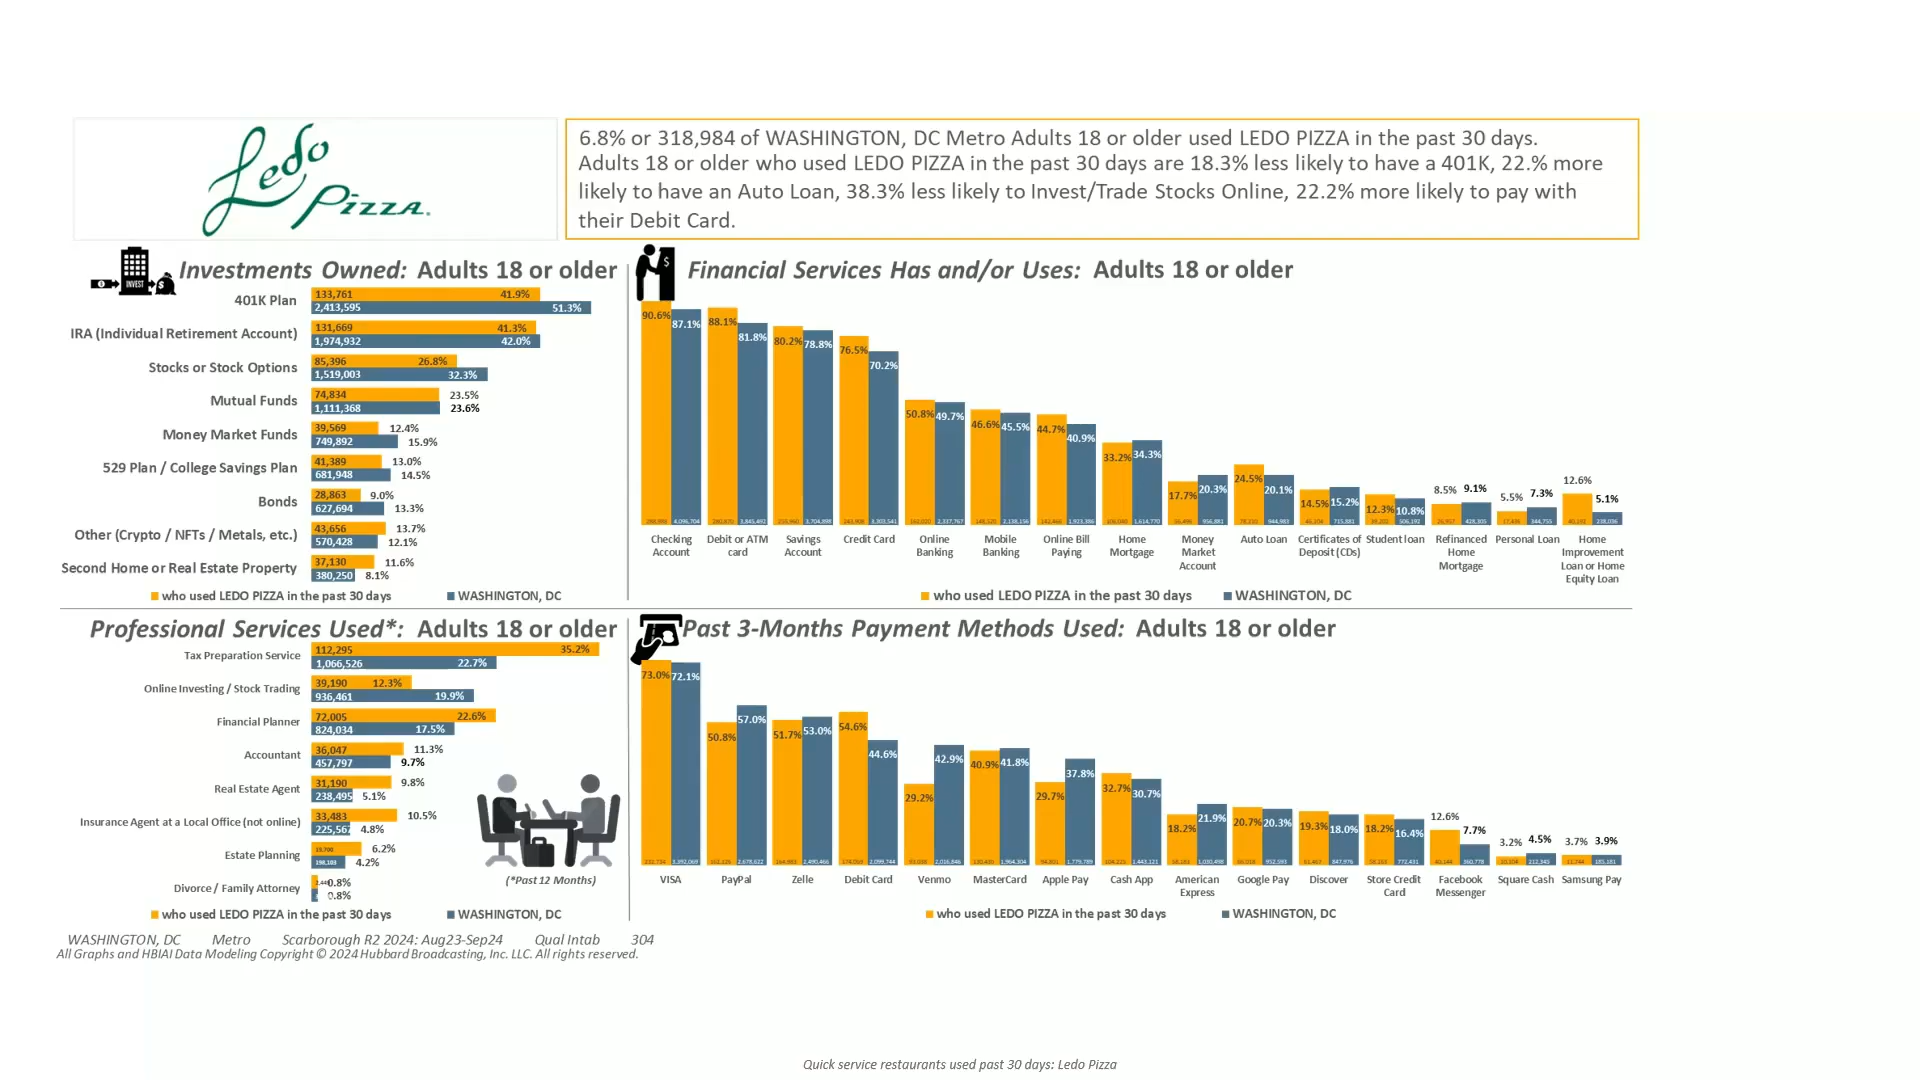 Ledo
Pizza.
6.8% or 318,984 of WASHINGTON, DC Metro Adults 18 or older used LEDO PIZZA in the past 30 days.
Adults 18 or older who used LEDO PIZZA in the past 30 days are 18.3% less likely to have a 401K, 22.% more
likely to have an Auto Loan, 38.3% less likely to Invest/Trade Stocks Online, 22.2% more likely to pay with
their Debit Card.
INVEST
Investments Owned: Adults 18 or older
401K Plan 133,761 41.9%
2,413,595 51.3%
IRA (Individual Retirement Account) 131,669 41.3%
1,974,932 42.0%
Stocks or Stock Options 85,396 26.8%
1,519,003 32.3%
Mutual Funds 74,834 23.5%
1,111,368 23.6%
Money Market Funds 39,569 12.4%
749,892 15.9%
529 Plan / College Savings Plan 41,389 13.0%
681,948 14.5%
Bonds 28,863 9.0%
627,694 13.3%
Other (Crypto / NFTs / Metals, etc.) 43,656 13.7%
570,428 12.1%
Second Home or Real Estate Property 37,130 11.6%
380,250 8.1%
who used LEDO PIZZA in the past 30 days WASHINGTON, DC
Financial Services Has and/or Uses: Adults 18 or older
90.6% 87.1% 88.1% 81.8% 80.2% 78.8% 76.5% 70.2% 50.8% 49.7% 46.6% 45.5% 44.7% 40.9% 33.2% 34.3% 17.7% 20.3% 24.5% 20.1% 14.5% 15.2% 12.3% 10.8% 8.5% 9.1% 5.5% 7.3% 12.6% 5.1%
Checking Account
Debit or ATM card
Savings Account
Credit Card
Online Banking
Mobile Banking
Online Bill Paying
Home Mortgage
Money Market Account
Auto Loan
Certificates of Deposit (CDs)
Student loan
Refinanced Home Mortgage
Personal Loan
Home Improvement Loan or Home Equity Loan
who used LEDO PIZZA in the past 30 days WASHINGTON, DC
Professional Services Used*: Adults 18 or older
Tax Preparation Service 112,295 35.2%
1,066,526 22.7%
Online Investing / Stock Trading 39,190 12.3%
936,461 19.9%
Financial Planner 72,005 22.6%
824,034 17.5%
Accountant 36,047 11.3%
457,797 9.7%
Real Estate Agent 31,190 9.8%
238,495 5.1%
Insurance Agent at a Local Office (not online) 33,483 10.5%
225,567 4.8%
Estate Planning 6.2%
4.2%
Divorce / Family Attorney 0.8%
0.8%
(*Past 12 Months)
who used LEDO PIZZA in the past 30 days WASHINGTON, DC
Past 3-Months Payment Methods Used: Adults 18 or older
73.0% 72.1% 50.8% 57.0% 51.7% 53.0% 54.6% 44.6% 29.2% 42.9% 40.9% 41.8% 29.7% 37.8% 32.7% 30.7% 18.2% 21.9% 20.7% 20.3% 19.3% 18.0% 18.2% 16.4% 12.6% 7.7% 3.2% 4.5% 3.7% 3.9%
VISA
PayPal
Zelle
Debit Card
Venmo
MasterCard
Apple Pay
Cash App
American Express
Google Pay
Discover
Store Credit Card
Facebook Messenger
Square Cash
Samsung Pay
who used LEDO PIZZA in the past 30 days WASHINGTON, DC
WASHINGTON, DC Metro Scarborough R2 2024: Aug23-Sep24 Qual Intab 304
All Graphs and HBIAI Data Modeling Copyright © 2024 Hubbard Broadcasting, Inc. LLC. All rights reserved.
Quick service restaurants used past 30 days: Ledo Pizza